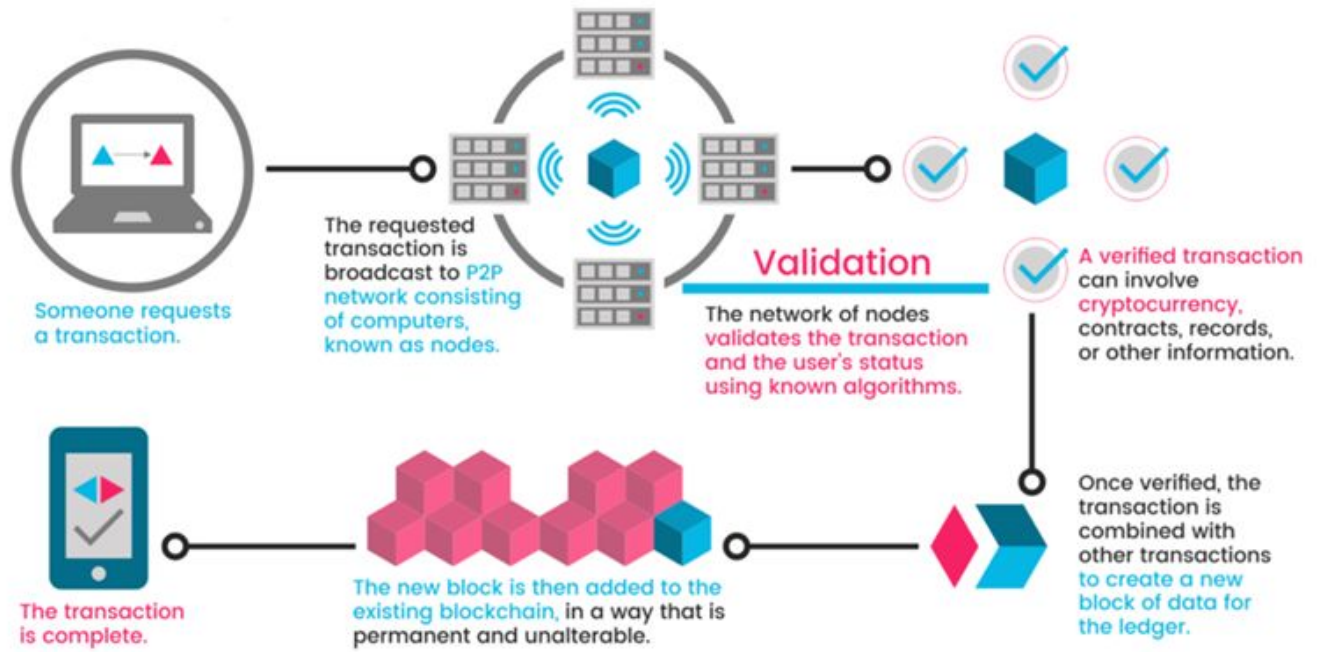 Someone requests
a transaction.
The requested
transaction is
broadcast to P2P
network consisting
of computers,
known as nodes.
Validation
The network of nodes
validates the transaction
and the user's status
using known algorithms.
A verified transaction
can involve
cryptocurrency,
contracts, records,
or other information.
Once verified, the
transaction is
combined with
other transactions
to create a new
block of data for
the ledger.
The new block is then added to the
existing blockchain, in a way that is
permanent and unalterable.
The transaction
is complete.